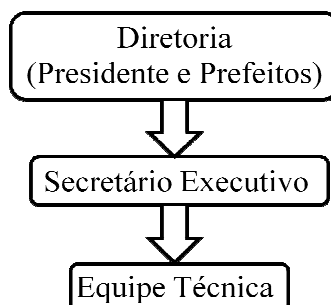 Diretoria
(Presidente e Prefeitos)
Secretário Executivo
Equipe Técnica